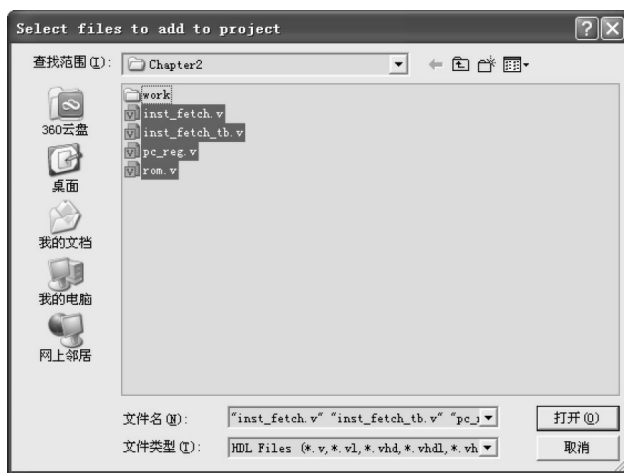 Select files to add to project
查找范围(I):
Chapter2
work
inst_fetch.v
inst_fetch_tb.v
pc_reg.v
rom.v
360云盘
桌面
我的文档
我的电脑
网上邻居
文件名(N):
"inst_fetch.v" "inst_fetch_tb.v" "pc_
打开(O)
文件类型(T):
HDL Files (*.v,*.vl,*.vhd,*.vhdl,*.vh
取消